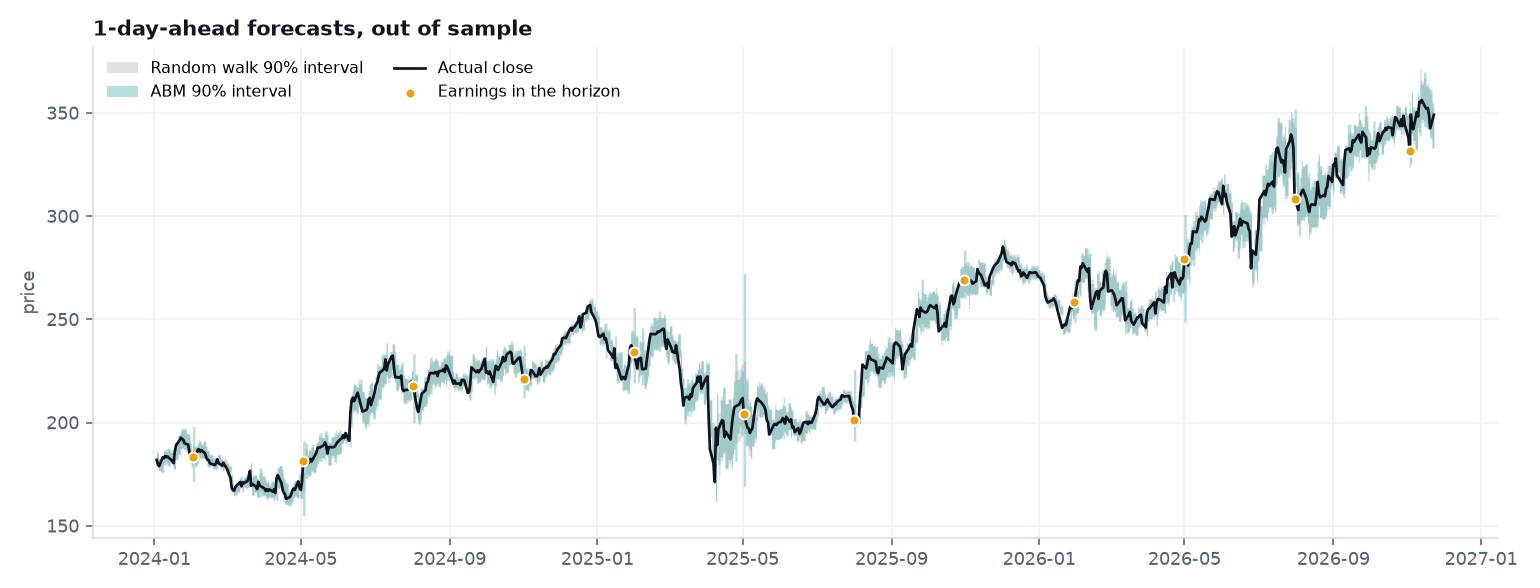 1-day-ahead forecasts, out of sample
Random walk 90% interval
ABM 90% interval
Actual close
Earnings in the horizon
price
350
300
250
200
150
2024-01
2024-05
2024-09
2025-01
2025-05
2025-09
2026-01
2026-05
2026-09
2027-01